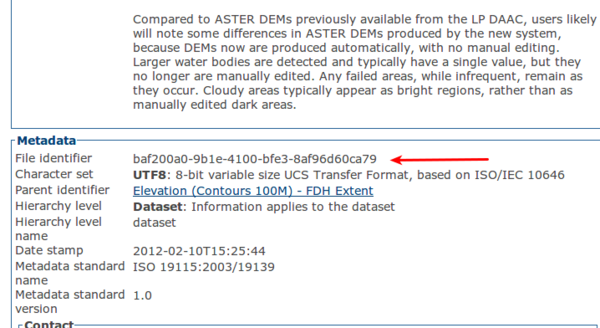 Compared to ASTER DEMs previously available from the LP DAAC, users likely
will note some differences in ASTER DEMs produced by the new system,
because DEMs now are produced automatically, with no manual editing.
Larger water bodies are detected and typically have a single value, but they
no longer are manually edited. Any failed areas, while infrequent, remain as
they occur. Cloudy areas typically appear as bright regions, rather than as
manually edited dark areas.
Metadata
File identifier baf200a0-9b1e-4100-bfe3-8af96d60ca79
Character set UTF8: 8-bit variable size UCS Transfer Format, based on ISO/IEC 10646
Parent identifier Elevation (Contours 100M) - FDH Extent
Hierarchy level Dataset: Information applies to the dataset
Hierarchy level dataset
name
Date stamp 2012-02-10T15:25:44
Metadata standard ISO 19115:2003/19139
name
Metadata standard 1.0
version
Contact